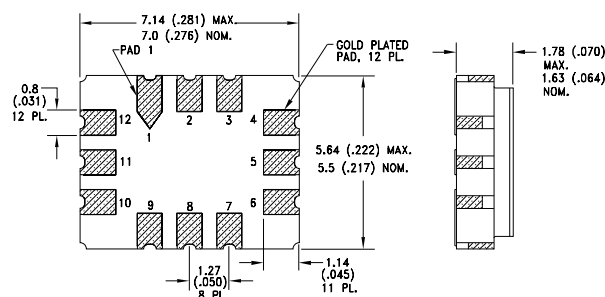 7.14 (.281) MAX.
7.0 (.276) NOM.
PAD 1
GOLD PLATED
PAD, 12 PL.
1.78 (.070)
MAX.
1.63 (.064)
NOM.
0.8
(.031)
12 PL.
12
1
2
3
4
5.64 (.222) MAX.
5.5 (.217) NOM.
11
5
10
9
8
7
6
1.27
(.050)
8 PL
1.14
(.045)
11 PL.